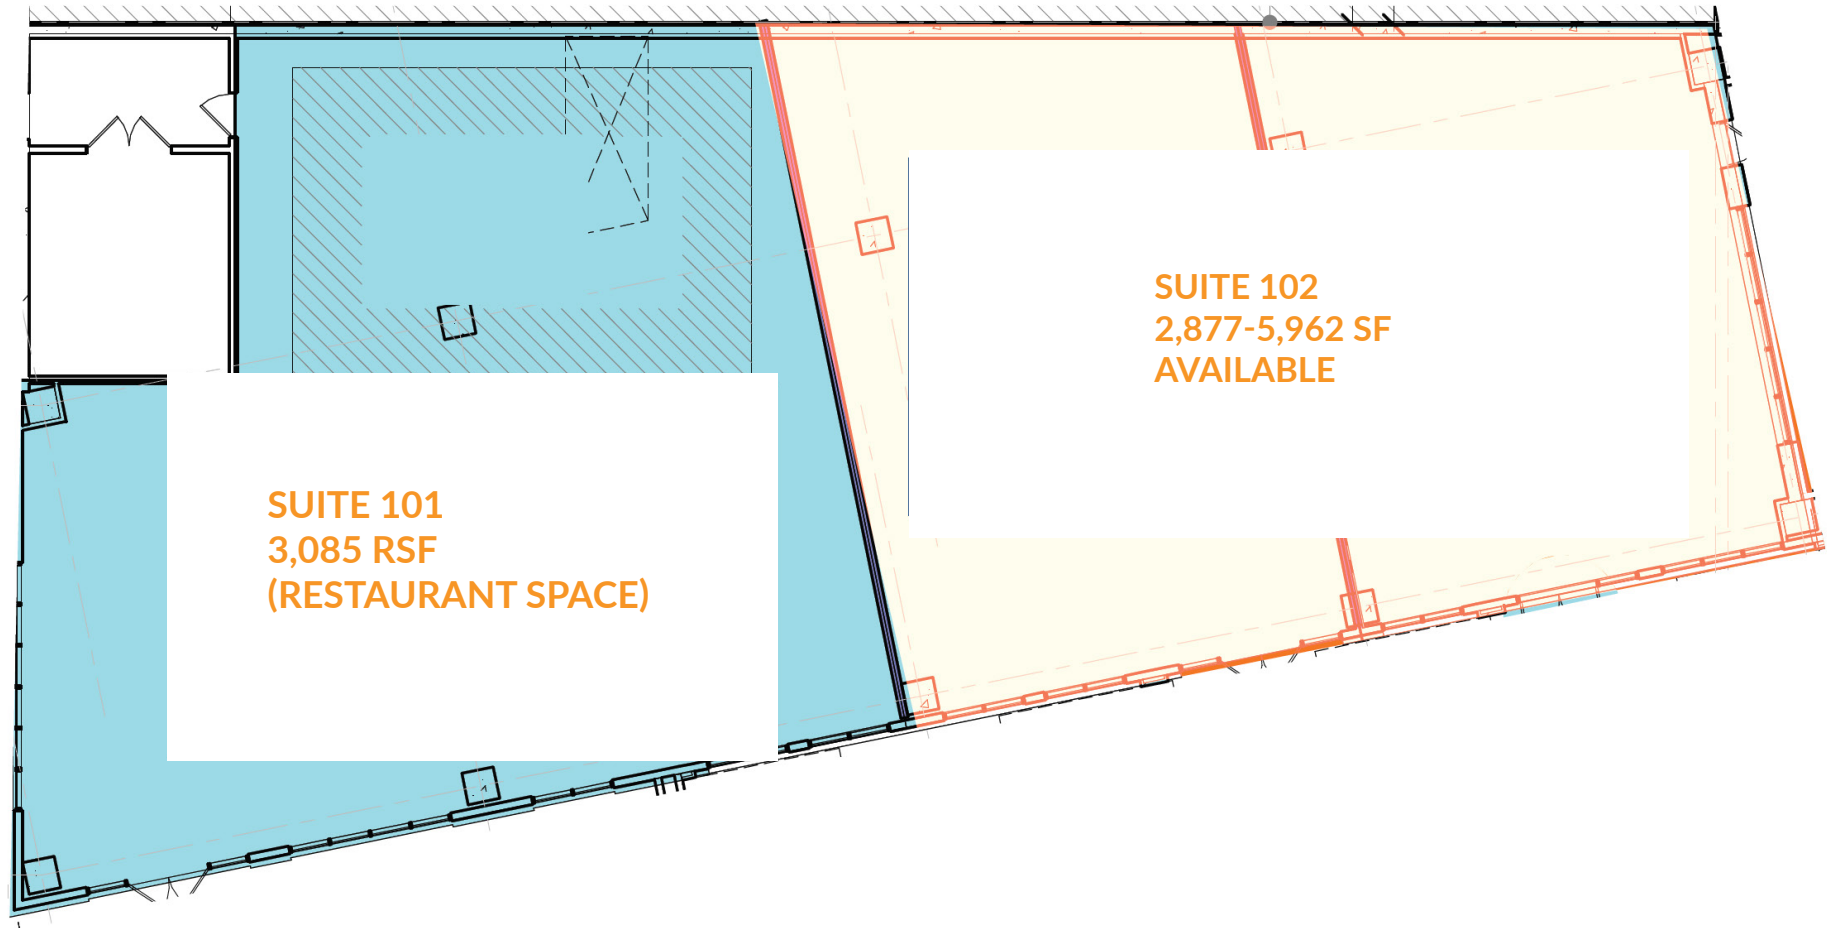 SUITE 102
2,877-5,962 SF
AVAILABLE
SUITE 101
3,085 RSF
(RESTAURANT SPACE)